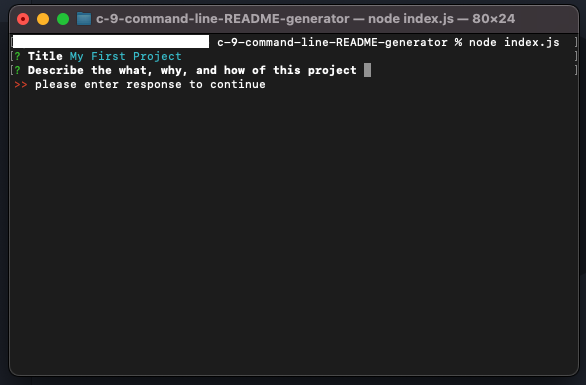 c-9-command-line-README-generator — node index.js — 80×24
[ c-9-command-line-README-generator % node index.js ]
[? Title My First Project ]
[? Describe the what, why, and how of this project ]
>> please enter response to continue